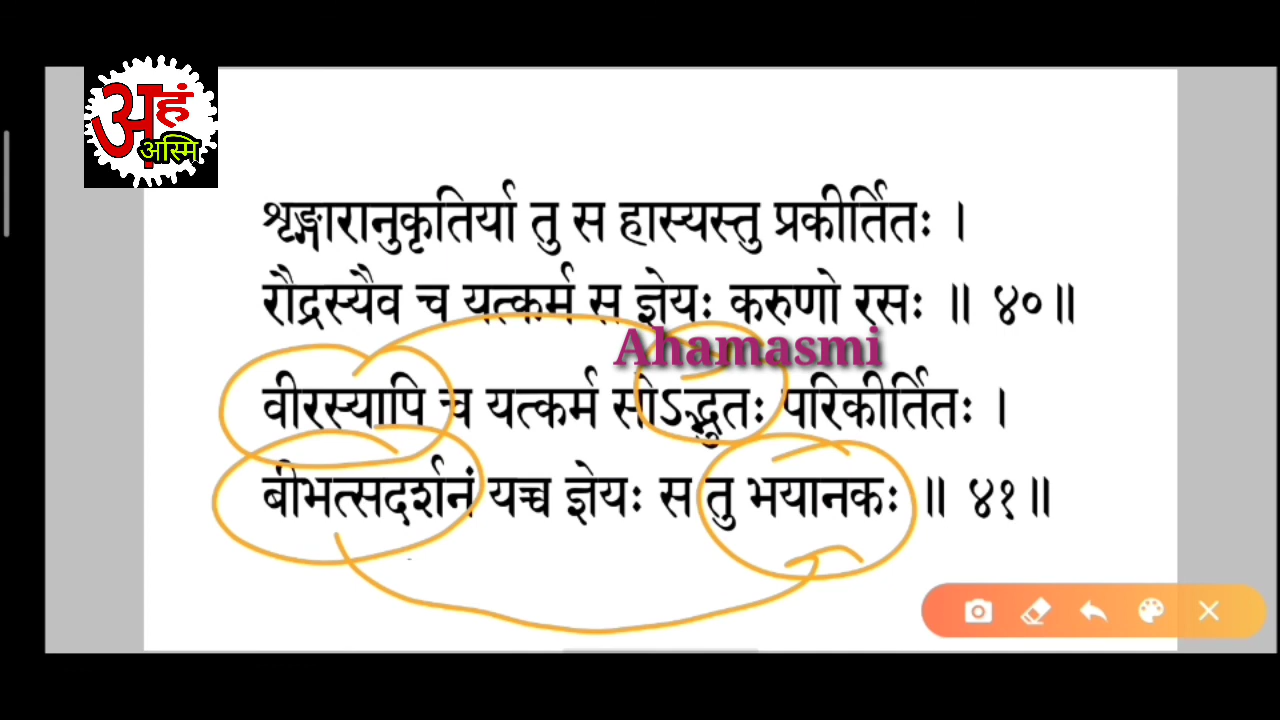 अहं
अस्मि
शृङ्गारानुकृतिर्या तु स हास्यस्तु प्रकीर्तितः ।
रौद्रस्यैव च यत्कर्म स ज्ञेयः करुणो रसः ॥ ४० ॥
Ahamasmi
वीरस्यापि च यत्कर्म सोऽद्भुतः परिकीर्तितः ।
बीभत्सदर्शनं यच्च ज्ञेयः स तु भयानकः ॥ ४१ ॥